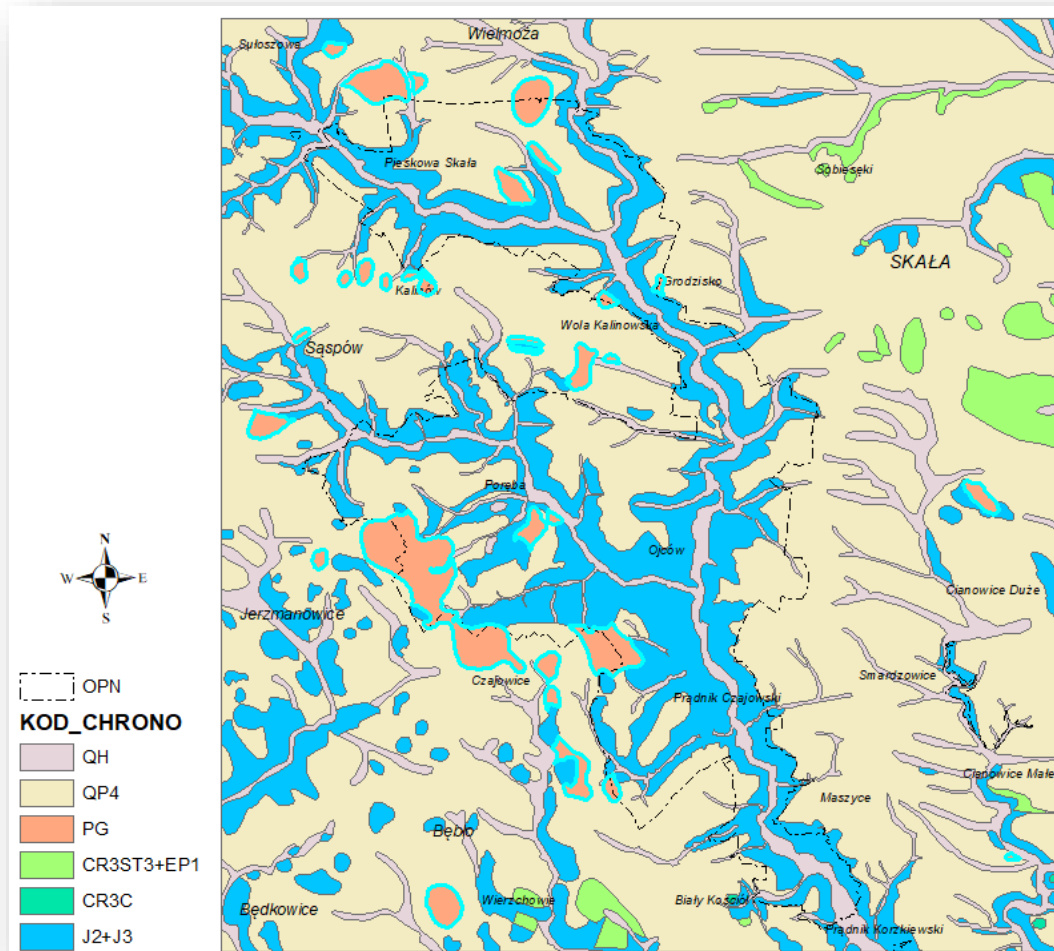 Wielmoża
Sułoszowa
Pieskowa Skała
Sobiesęki
SKAŁA
Grodzisko
Kalinów
Wola Kalinowska
Sąspów
Poręba
Ojców
Cianowice Duże
Jerzmanowice
Smardzowice
Czajowice
Prądnik Czajowski
Cienowice Małe
Maszyce
Bębło
Wierzchowie
Biały Kościół
Będkowice
Prądnik Korzkiewski
N
W
E
S
OPN
KOD_CHRONO
QH
QP4
PG
CR3ST3+EP1
CR3C
J2+J3